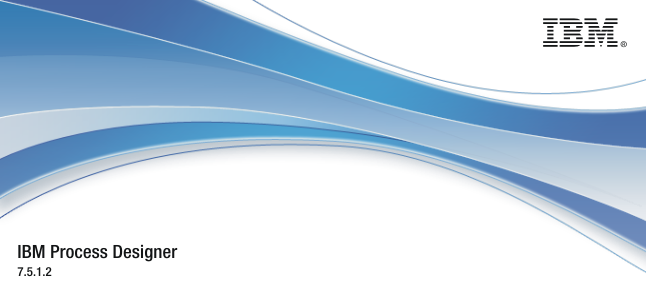 IBM®
IBM Process Designer
7.5.1.2